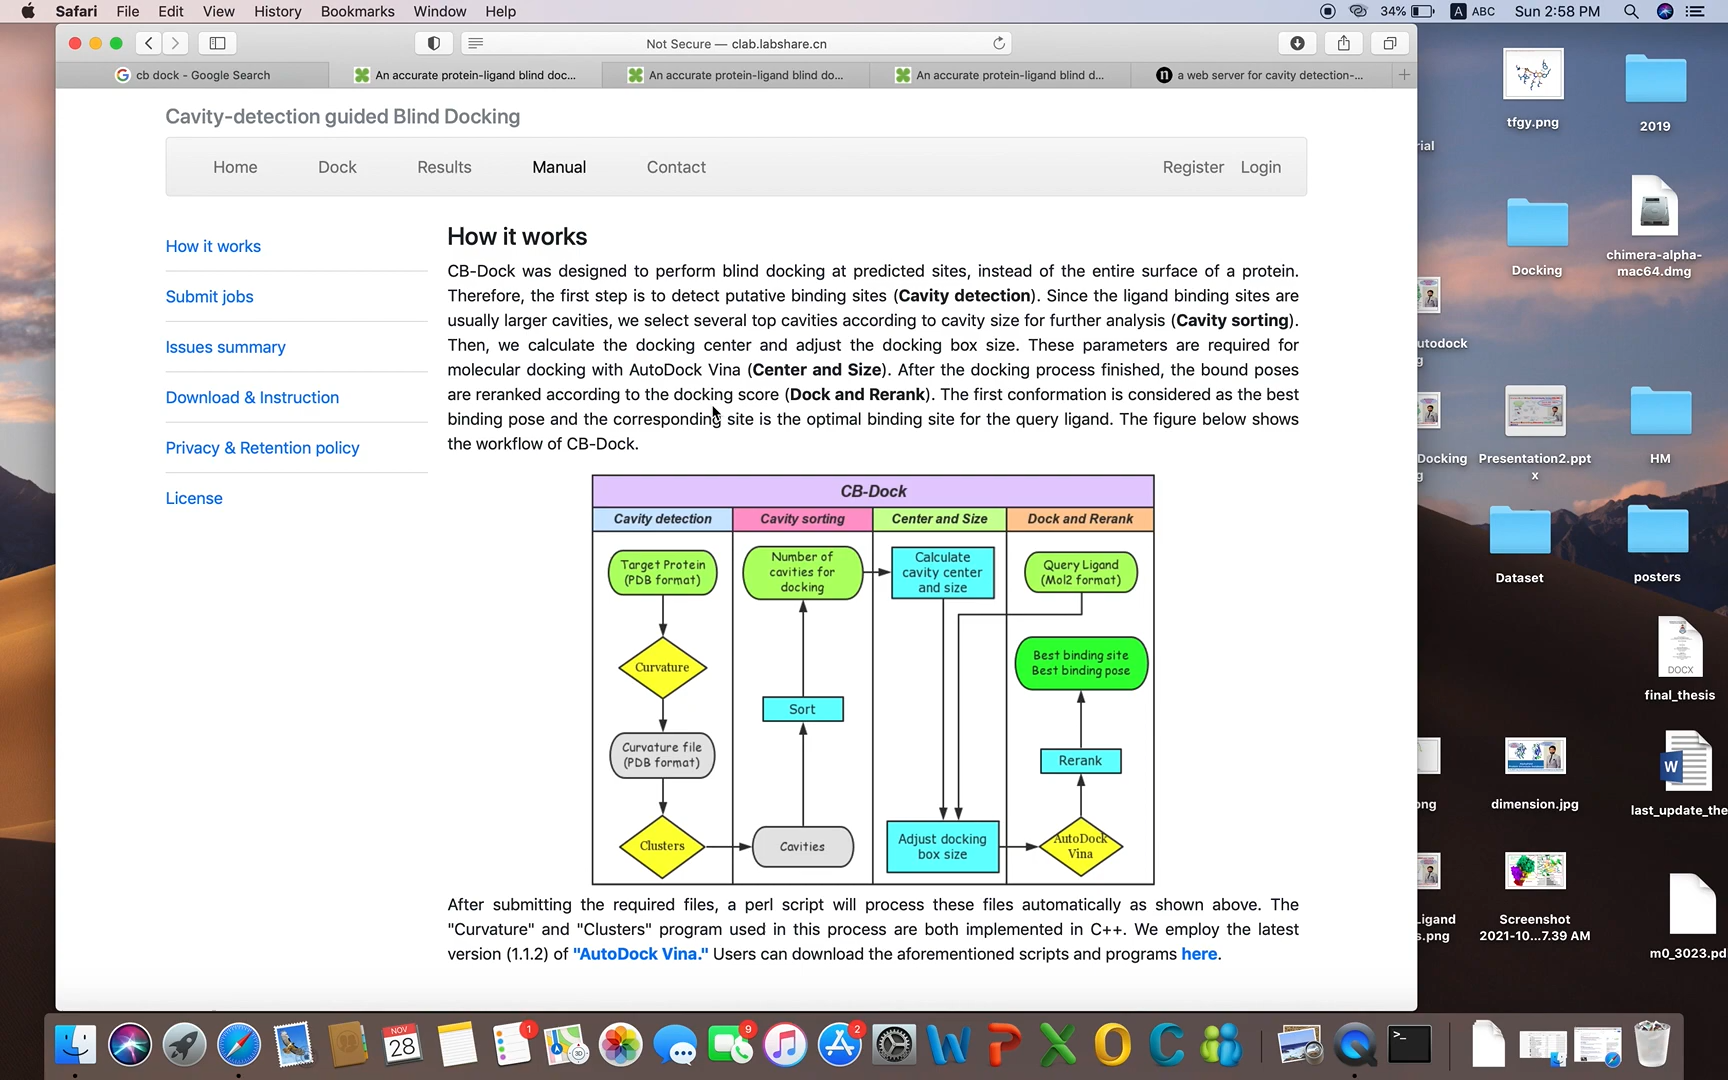 Safari File Edit View History Bookmarks Window Help
34% A ABC Sun 2:58 PM
Not Secure — clab.labshare.cn
cb dock - Google Search
An accurate protein-ligand blind doc...
An accurate protein-ligand blind do...
An accurate protein-ligand blind d...
a web server for cavity detection-...
Cavity-detection guided Blind Docking
Home Dock Results Manual Contact Register Login
How it works
Submit jobs
Issues summary
Download & Instruction
Privacy & Retention policy
License
How it works
CB-Dock was designed to perform blind docking at predicted sites, instead of the entire surface of a protein.
Therefore, the first step is to detect putative binding sites (Cavity detection). Since the ligand binding sites are
usually larger cavities, we select several top cavities according to cavity size for further analysis (Cavity sorting).
Then, we calculate the docking center and adjust the docking box size. These parameters are required for
molecular docking with AutoDock Vina (Center and Size). After the docking process finished, the bound poses
are reranked according to the docking score (Dock and Rerank). The first conformation is considered as the best
binding pose and the corresponding site is the optimal binding site for the query ligand. The figure below shows
the workflow of CB-Dock.
CB-Dock
Cavity detection Cavity sorting Center and Size Dock and Rerank
Target Protein
(PDB format)
Curvature
Curvature file
(PDB format)
Clusters
Number of
cavities for
docking
Sort
Cavities
Calculate
cavity center
and size
Adjust docking
box size
Query Ligand
(Mol2 format)
Best binding site
Best binding pose
Rerank
AutoDock
Vina
After submitting the required files, a perl script will process these files automatically as shown above. The
"Curvature" and "Clusters" program used in this process are both implemented in C++. We employ the latest
version (1.1.2) of "AutoDock Vina." Users can download the aforementioned scripts and programs here.
tfgy.png
2019
rial
Docking
chimera-alpha-
mac64.dmg
utodock
g
Docking
g
Presentation2.ppt
x
HM
Dataset
posters
DOCX
final_thesis
png
dimension.jpg
W
last_update_the
Ligand
s.png
Screenshot
2021-10...7.39 AM
m0_3023.pd
NOV
28
1
3D
9
2
>_